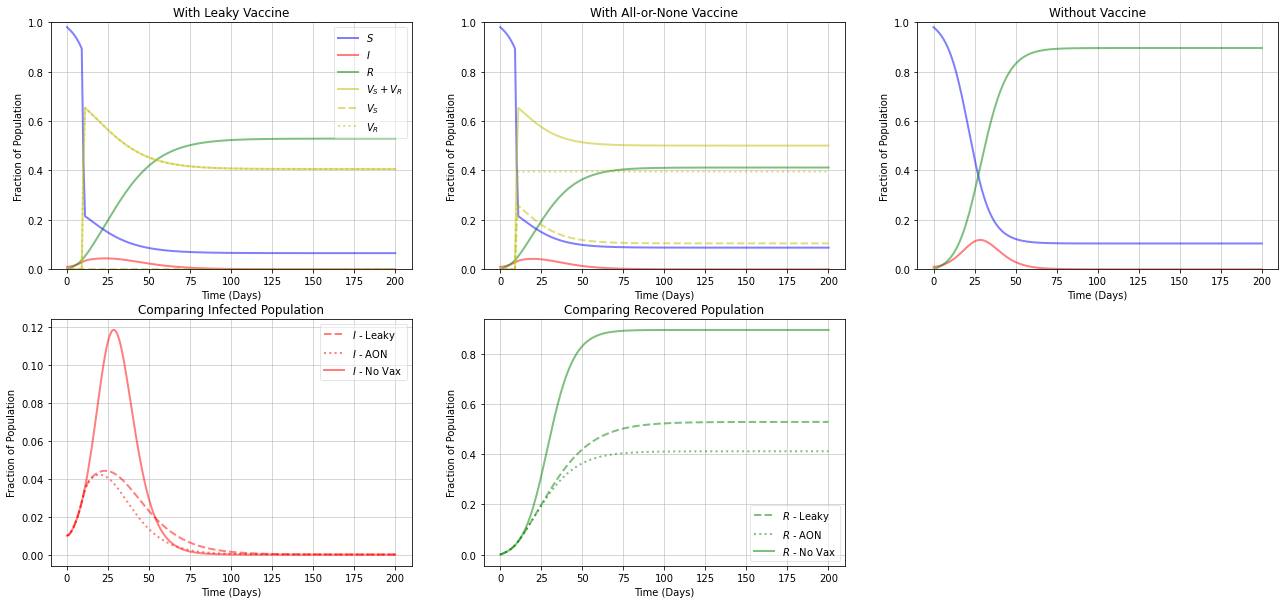 With Leaky Vaccine
1.0
0.8
0.6
0.4
0.2
0.0
Fraction of Population
S
I
R
V_S + V_R
V_S
V_R
0 25 50 75 100 125 150 175 200
Time (Days)
With All-or-None Vaccine
1.0
0.8
0.6
0.4
0.2
0.0
Fraction of Population
0 25 50 75 100 125 150 175 200
Time (Days)
Without Vaccine
1.0
0.8
0.6
0.4
0.2
0.0
Fraction of Population
0 25 50 75 100 125 150 175 200
Time (Days)
Comparing Infected Population
0.12
0.10
0.08
0.06
0.04
0.02
0.00
Fraction of Population
I - Leaky
I - AON
I - No Vax
0 25 50 75 100 125 150 175 200
Time (Days)
Comparing Recovered Population
0.8
0.6
0.4
0.2
0.0
Fraction of Population
R - Leaky
R - AON
R - No Vax
0 25 50 75 100 125 150 175 200
Time (Days)